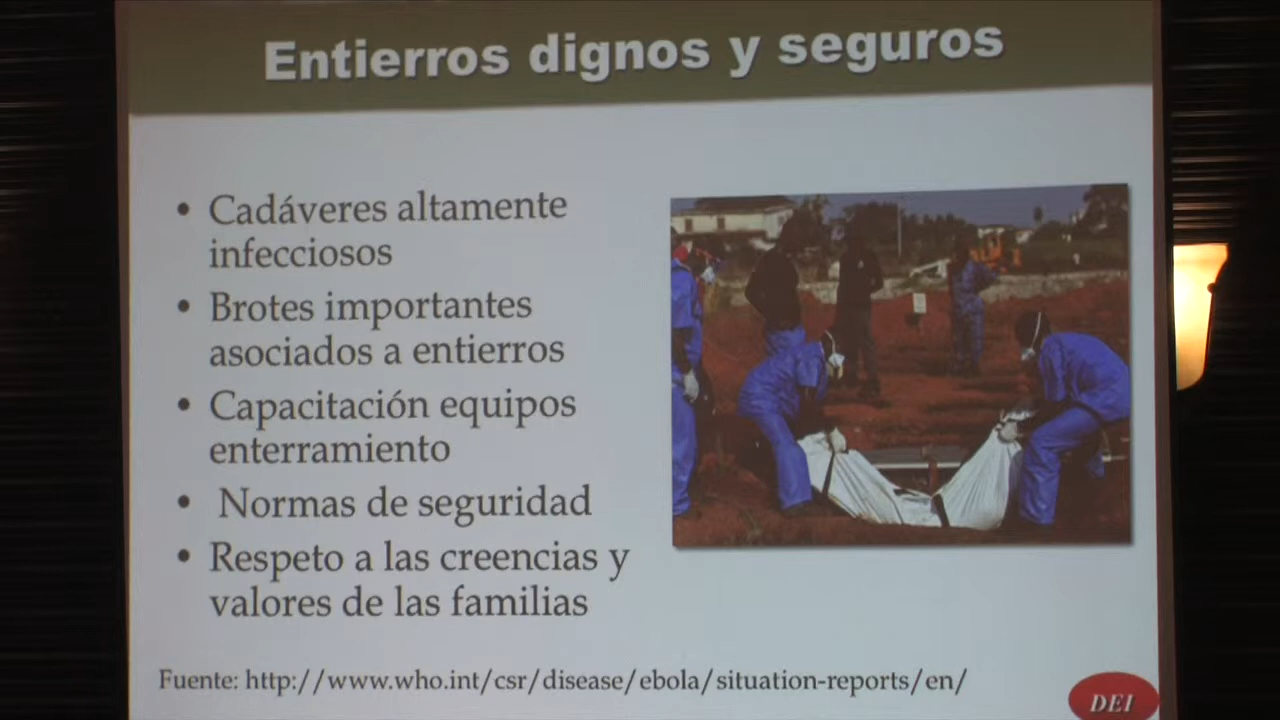 Entierros dignos y seguros
• Cadáveres altamente
infecciosos
• Brotes importantes
asociados a entierros
• Capacitación equipos
enterramiento
• Normas de seguridad
• Respeto a las creencias y
valores de las familias
Fuente: http://www.who.int/csr/disease/ebola/situation-reports/en/
DEI